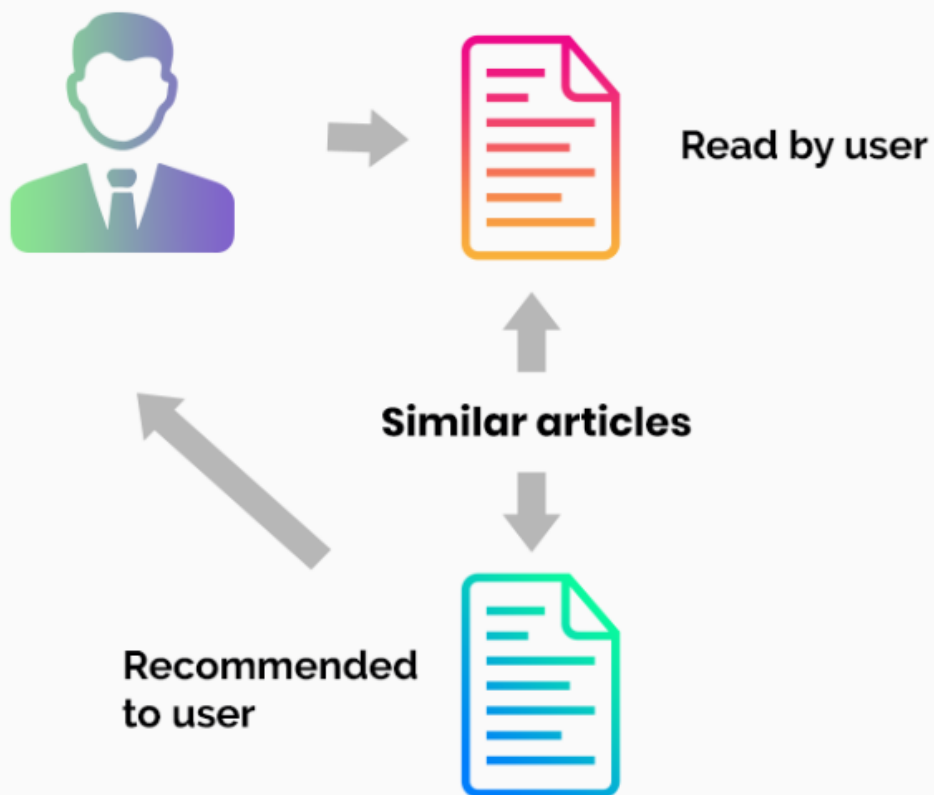 Read by user
Similar articles
Recommended
to user